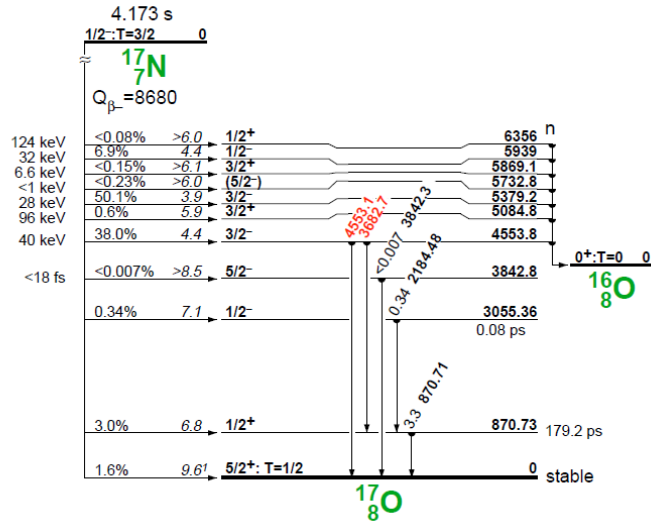 4.173 s
1/2⁻:T=3/2 0
17 7 N
Qβ₋=8680
n
124 keV <0.08% >6.0 1/2⁺ 6356
32 keV 6.9% 4.4 1/2⁻ 5939
6.6 keV <0.15% >6.1 3/2⁺ 5869.1
<1 keV <0.23% >6.0 (5/2⁻) 5732.8
28 keV 50.1% 3.9 3/2⁻ 5379.2
96 keV 0.6% 5.9 3/2⁺ 5084.8
40 keV 38.0% 4.4 3/2⁻ 4553.8
4553.1
3682.7
<0.007 3842.3
0⁺:T=0 0
16 8 O
<18 fs <0.007% >8.5 5/2⁻ 3842.8
0.34 2184.48
0.34% 7.1 1/2⁻ 3055.36
0.08 ps
3.3 870.71
3.0% 6.8 1/2⁺ 870.73 179.2 ps
1.6% 9.6¹ 5/2⁺: T=1/2 0 stable
17 8 O